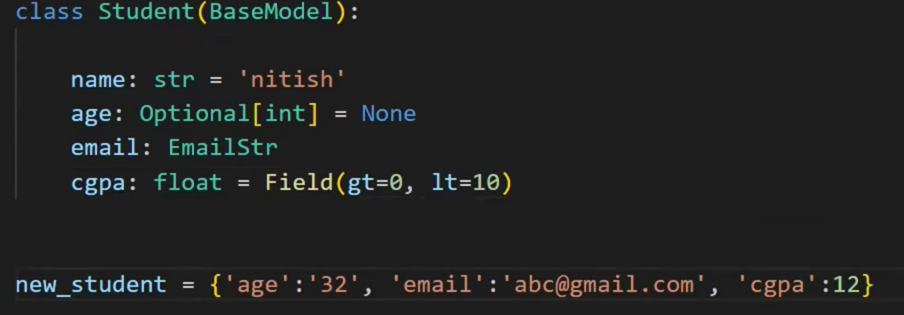 class Student(BaseModel):
    name: str = 'nitish'
    age: Optional[int] = None
    email: EmailStr
    cgpa: float = Field(gt=0, lt=10)
new_student = {'age':'32', 'email':'abc@gmail.com', 'cgpa':12}